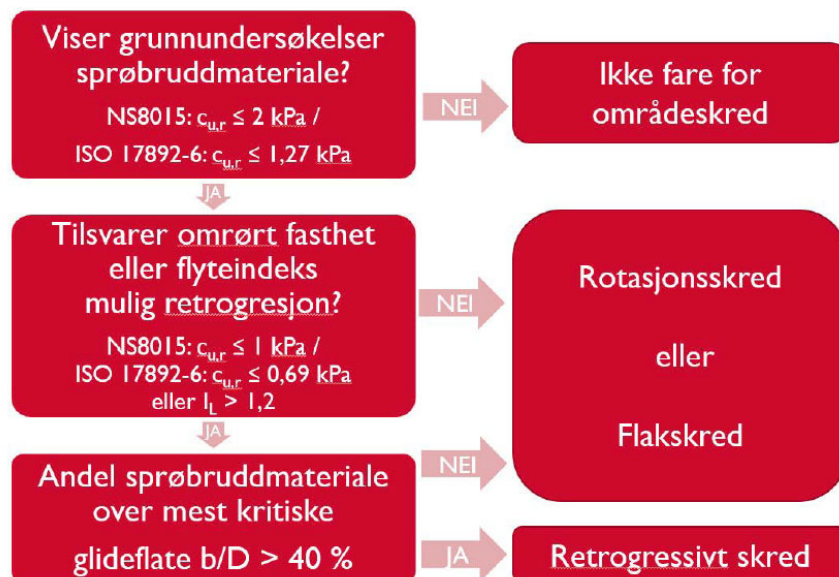 Viser grunnundersøkelser
sprøbruddmateriale?
NS8015: cu,r ≤ 2 kPa /
ISO 17892-6: cu,r ≤ 1,27 kPa
NEI
Ikke fare for
områdeskred
JA
Tilsvarer omrørt fasthet
eller flyteindeks
mulig retrogresjon?
NS8015: cu,r ≤ 1 kPa /
ISO 17892-6: cu,r ≤ 0,69 kPa
eller IL > 1,2
NEI
Rotasjonsskred
eller
Flakskred
JA
Andel sprøbruddmateriale
over mest kritiske
glideflate b/D > 40 %
NEI
JA
Retrogressivt skred